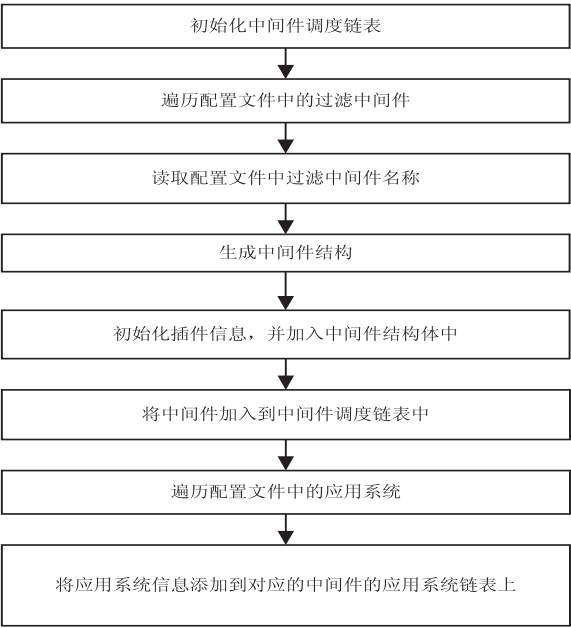 初始化中间件调度链表
遍历配置文件中的过滤中间件
读取配置文件中过滤中间件名称
生成中间件结构
初始化插件信息，并加入中间件结构体中
将中间件加入到中间件调度链表中
遍历配置文件中的应用系统
将应用系统信息添加到对应的中间件的应用系统链表上